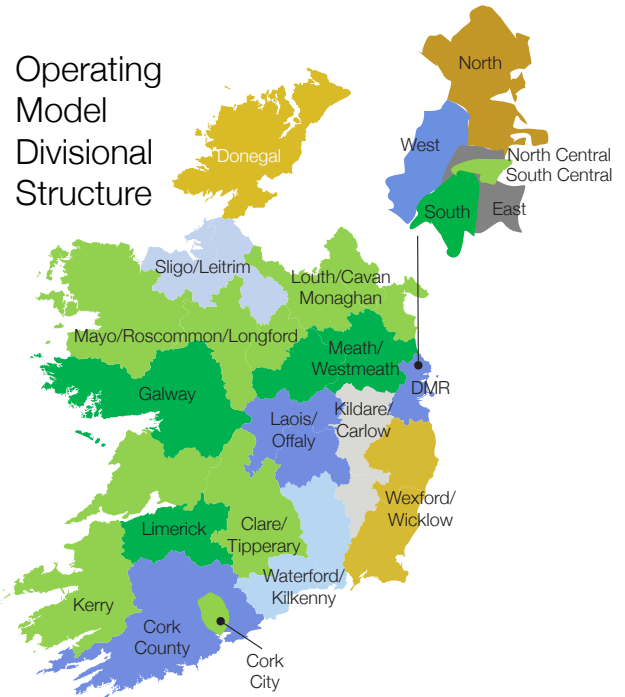 Operating
Model
Divisional
Structure
North
West
North Central
South Central
South
East
Donegal
Sligo/Leitrim
Louth/Cavan
Monaghan
Mayo/Roscommon/Longford
Meath/
Westmeath
Galway
DMR
Kildare/
Carlow
Laois/
Offaly
Wexford/
Wicklow
Limerick
Clare/
Tipperary
Waterford/
Kilkenny
Kerry
Cork
County
Cork
City